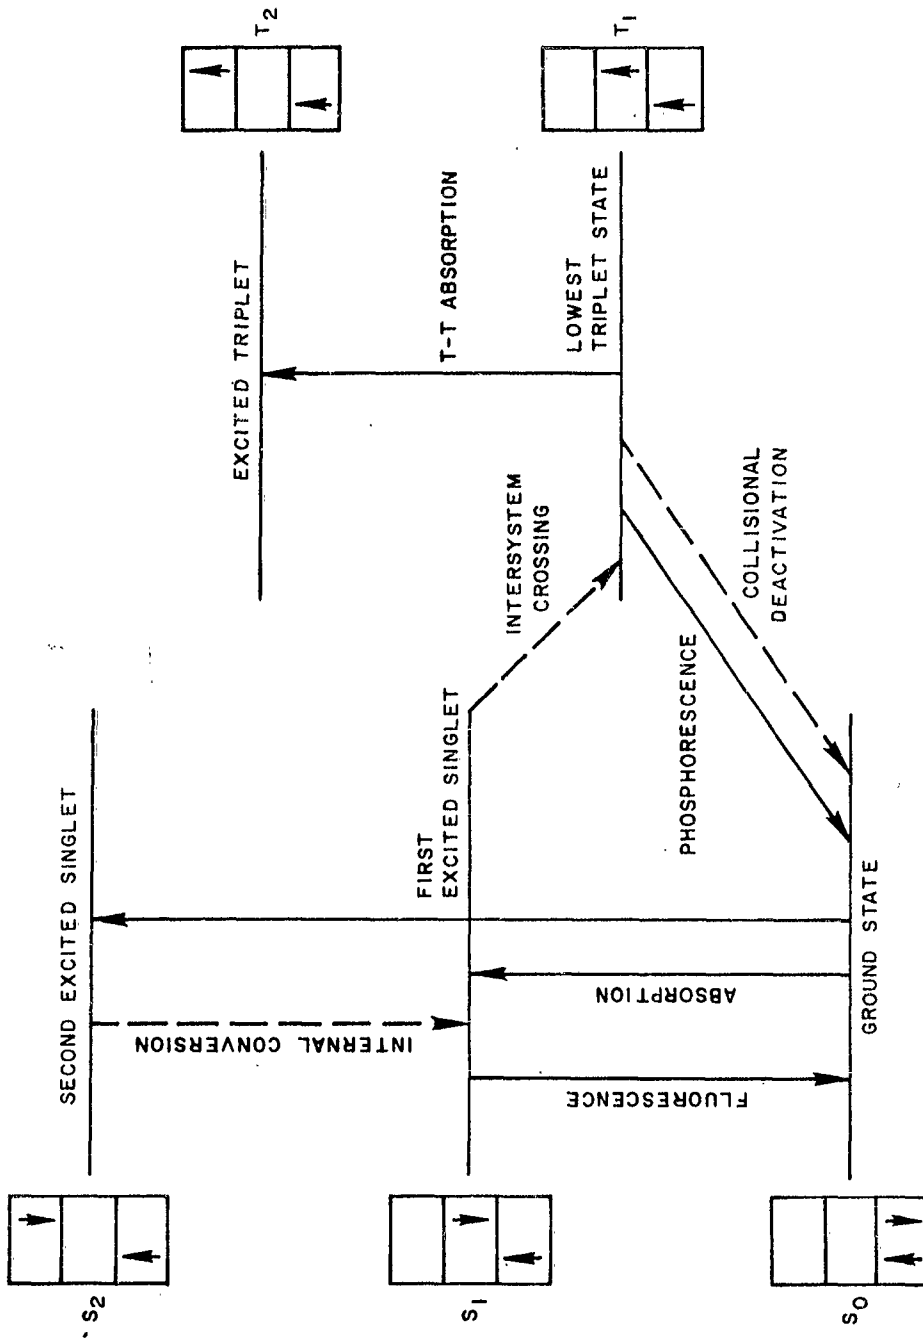 S2
SECOND EXCITED SINGLET
EXCITED TRIPLET
T2
INTERNAL CONVERSION
T-T ABSORPTION
S1
FIRST
EXCITED SINGLET
INTERSYSTEM
CROSSING
LOWEST
TRIPLET STATE
T1
FLUORESCENCE
ABSORPTION
PHOSPHORESCENCE
COLLISIONAL
DEACTIVATION
S0
GROUND STATE